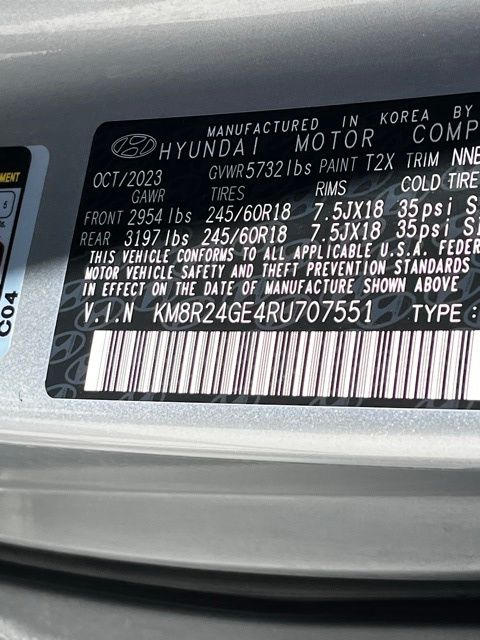 MANUFACTURED IN KOREA BY
HYUNDAI MOTOR COMP
OCT/2023 GVWR 5732 lbs PAINT T2X TRIM NNB
GAWR TIRES RIMS COLD TIRE
FRONT 2954 lbs 245/60R18 7.5JX18 35psi
REAR 3197 lbs 245/60R18 7.5JX18 35psi
THIS VEHICLE CONFORMS TO ALL APPLICABLE U.S.A. FEDER
MOTOR VEHICLE SAFETY AND THEFT PREVENTION STANDARDS
IN EFFECT ON THE DATE OF MANUFACTURE SHOWN ABOVE
V.I.N KM8R24GE4RU707551 TYPE :
MENT
5
C04